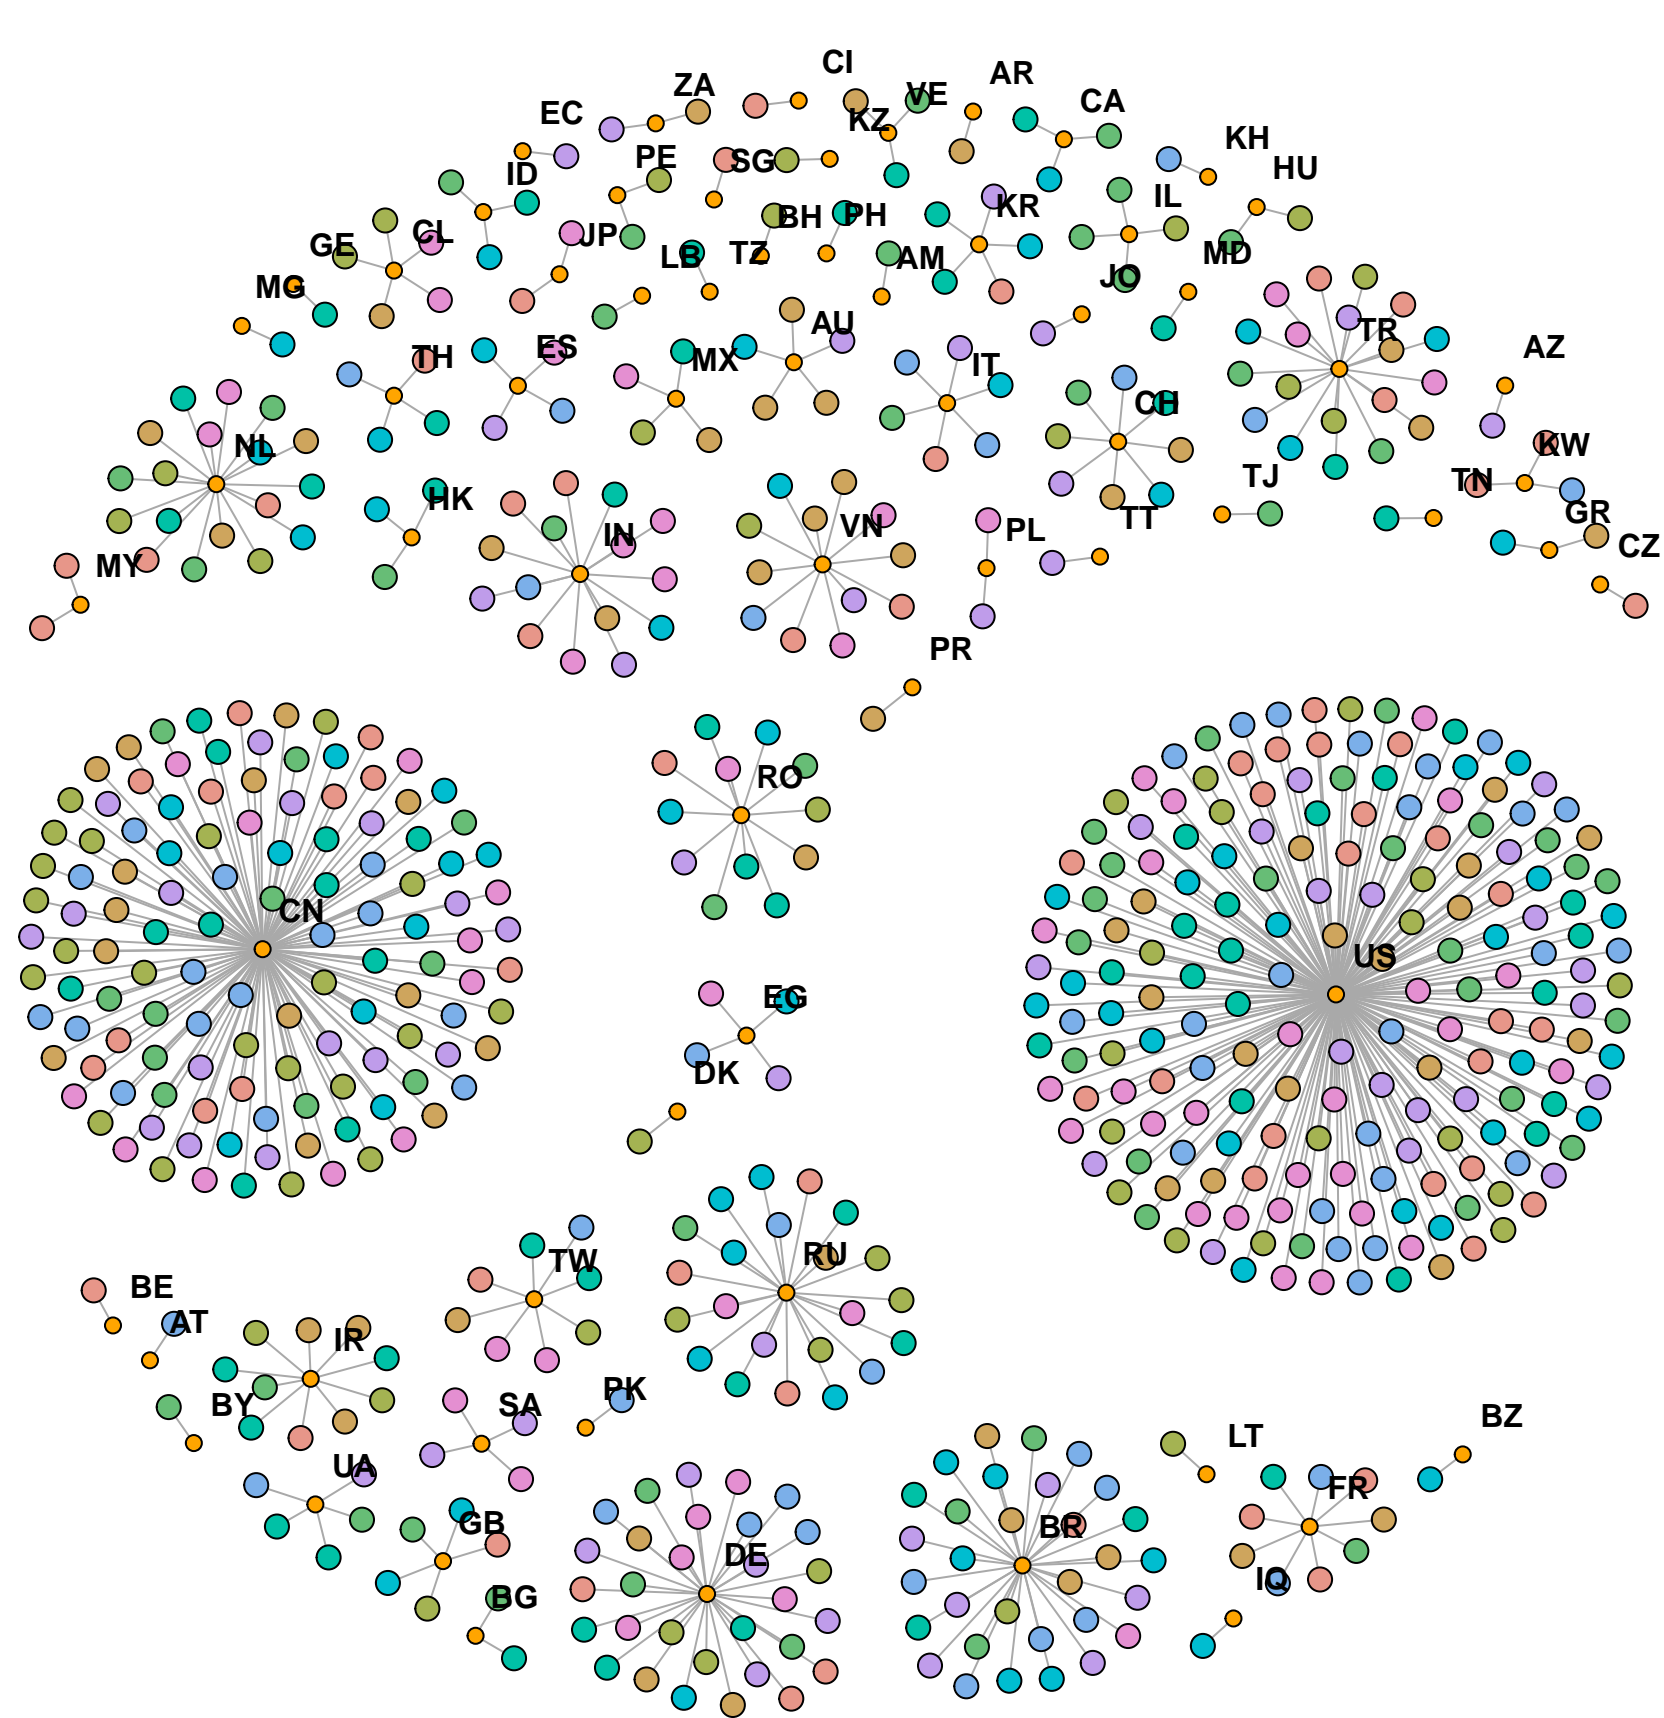 CI
AR
ZA
VE
CA
EC
KZ
KH
PE
SG
HU
ID
IL
KR
BH
PH
CL
JP
GE
LB
TZ
AM
MD
JO
MG
AU
TR
TH
ES
MX
IT
AZ
CH
NL
KW
TJ
TN
HK
TT
GR
IN
VN
PL
CZ
MY
PR
RO
CN
US
EG
DK
TW
RU
BE
AT
IR
PK
BY
SA
BZ
LT
UA
FR
GB
BR
DE
IQ
BG